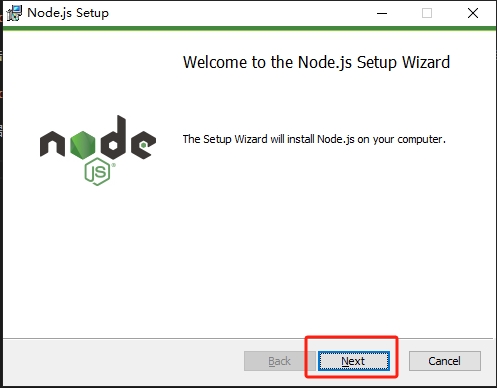 Node.js Setup
Welcome to the Node.js Setup Wizard
node
JS
The Setup Wizard will install Node.js on your computer.
Back
Next
Cancel